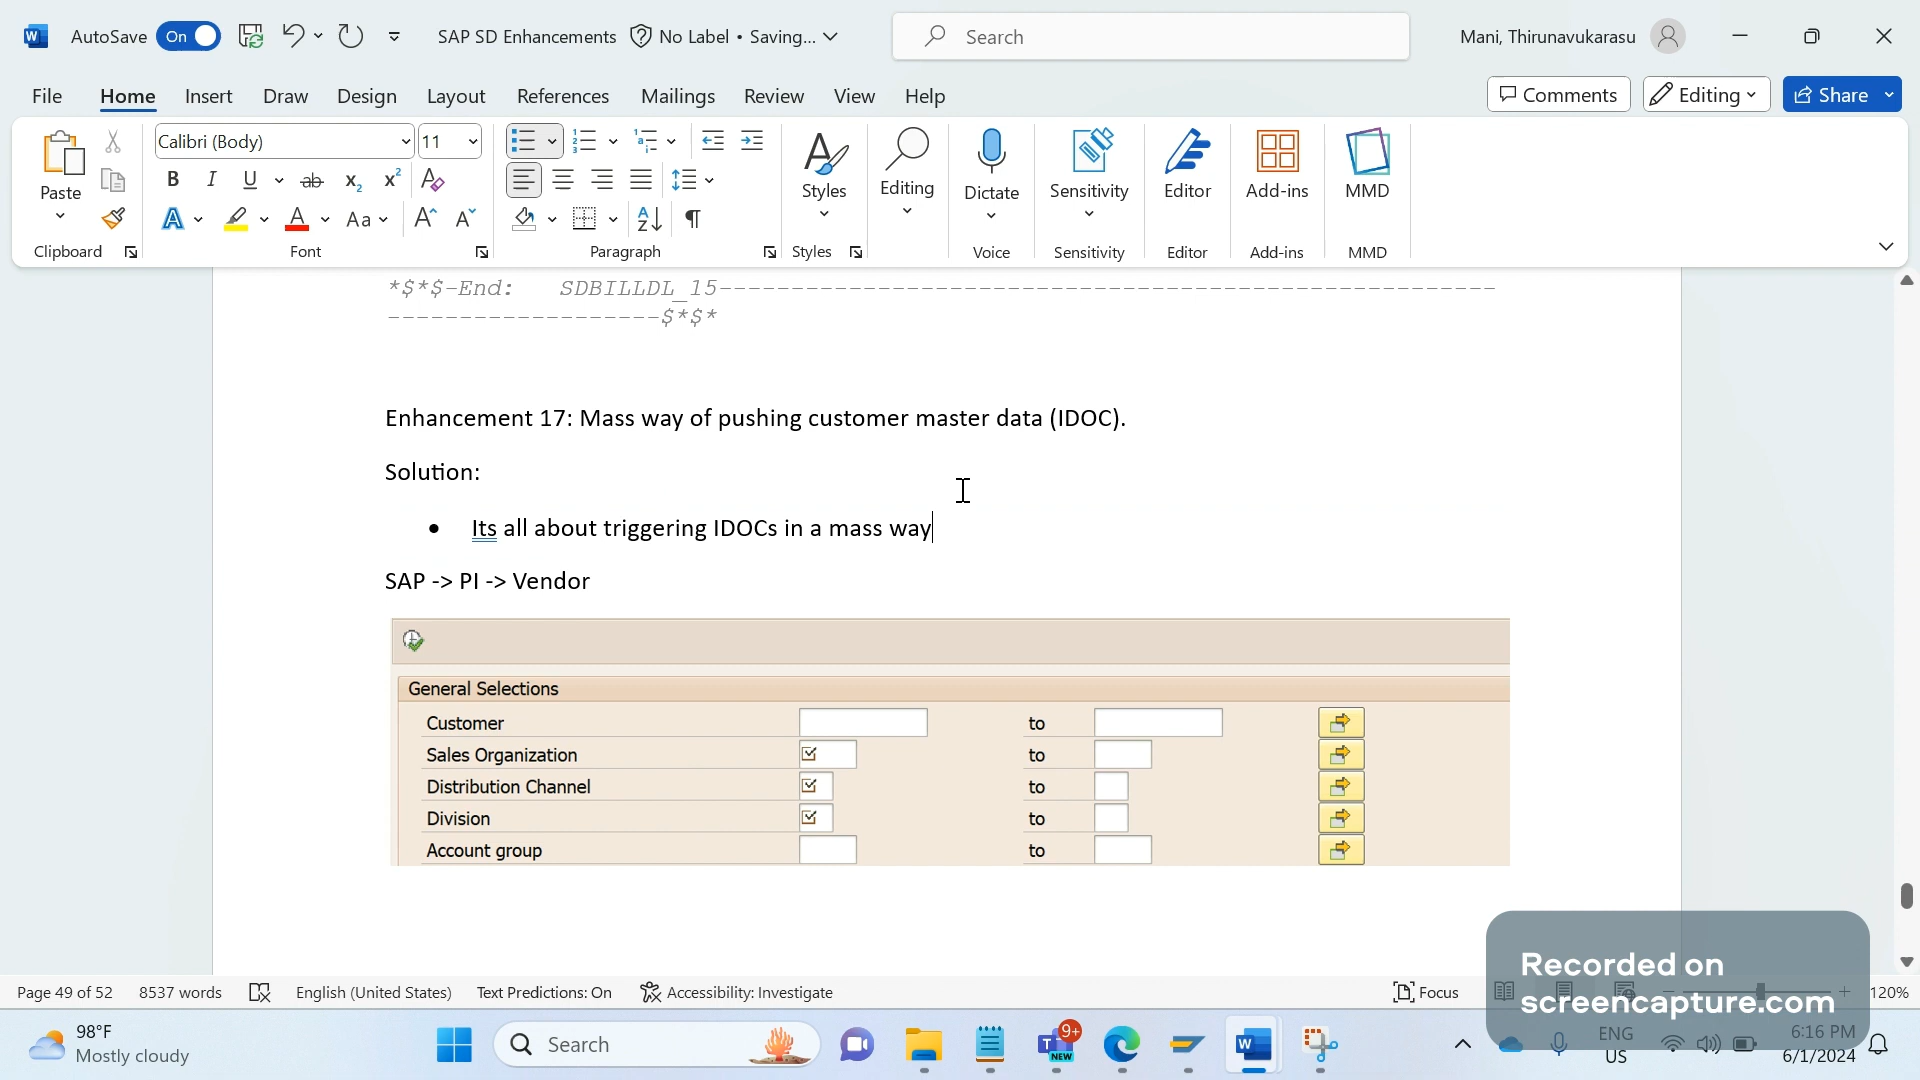 AutoSave On SAP SD Enhancements No Label • Saving... Search Mani, Thirunavukarasu
File Home Insert Draw Design Layout References Mailings Review View Help Comments Editing Share
Calibri (Body) 11
Paste Styles Editing Dictate Sensitivity Editor Add-ins MMD
Clipboard Font Paragraph Styles Voice Sensitivity Editor Add-ins MMD
*$*$-End: SDBILLDL_15------------------------------------------------------
-------------------$*$*
Enhancement 17: Mass way of pushing customer master data (IDOC).
Solution:
• Its all about triggering IDOCs in a mass way
SAP -> PI -> Vendor
General Selections
Customer to
Sales Organization to
Distribution Channel to
Division to
Account group to
Recorded on
screencapture.com
Page 49 of 52 8537 words English (United States) Text Predictions: On Accessibility: Investigate Focus 120%
98°F
Mostly cloudy
Search
9+
NEW
ENG
US
6:16 PM
6/1/2024